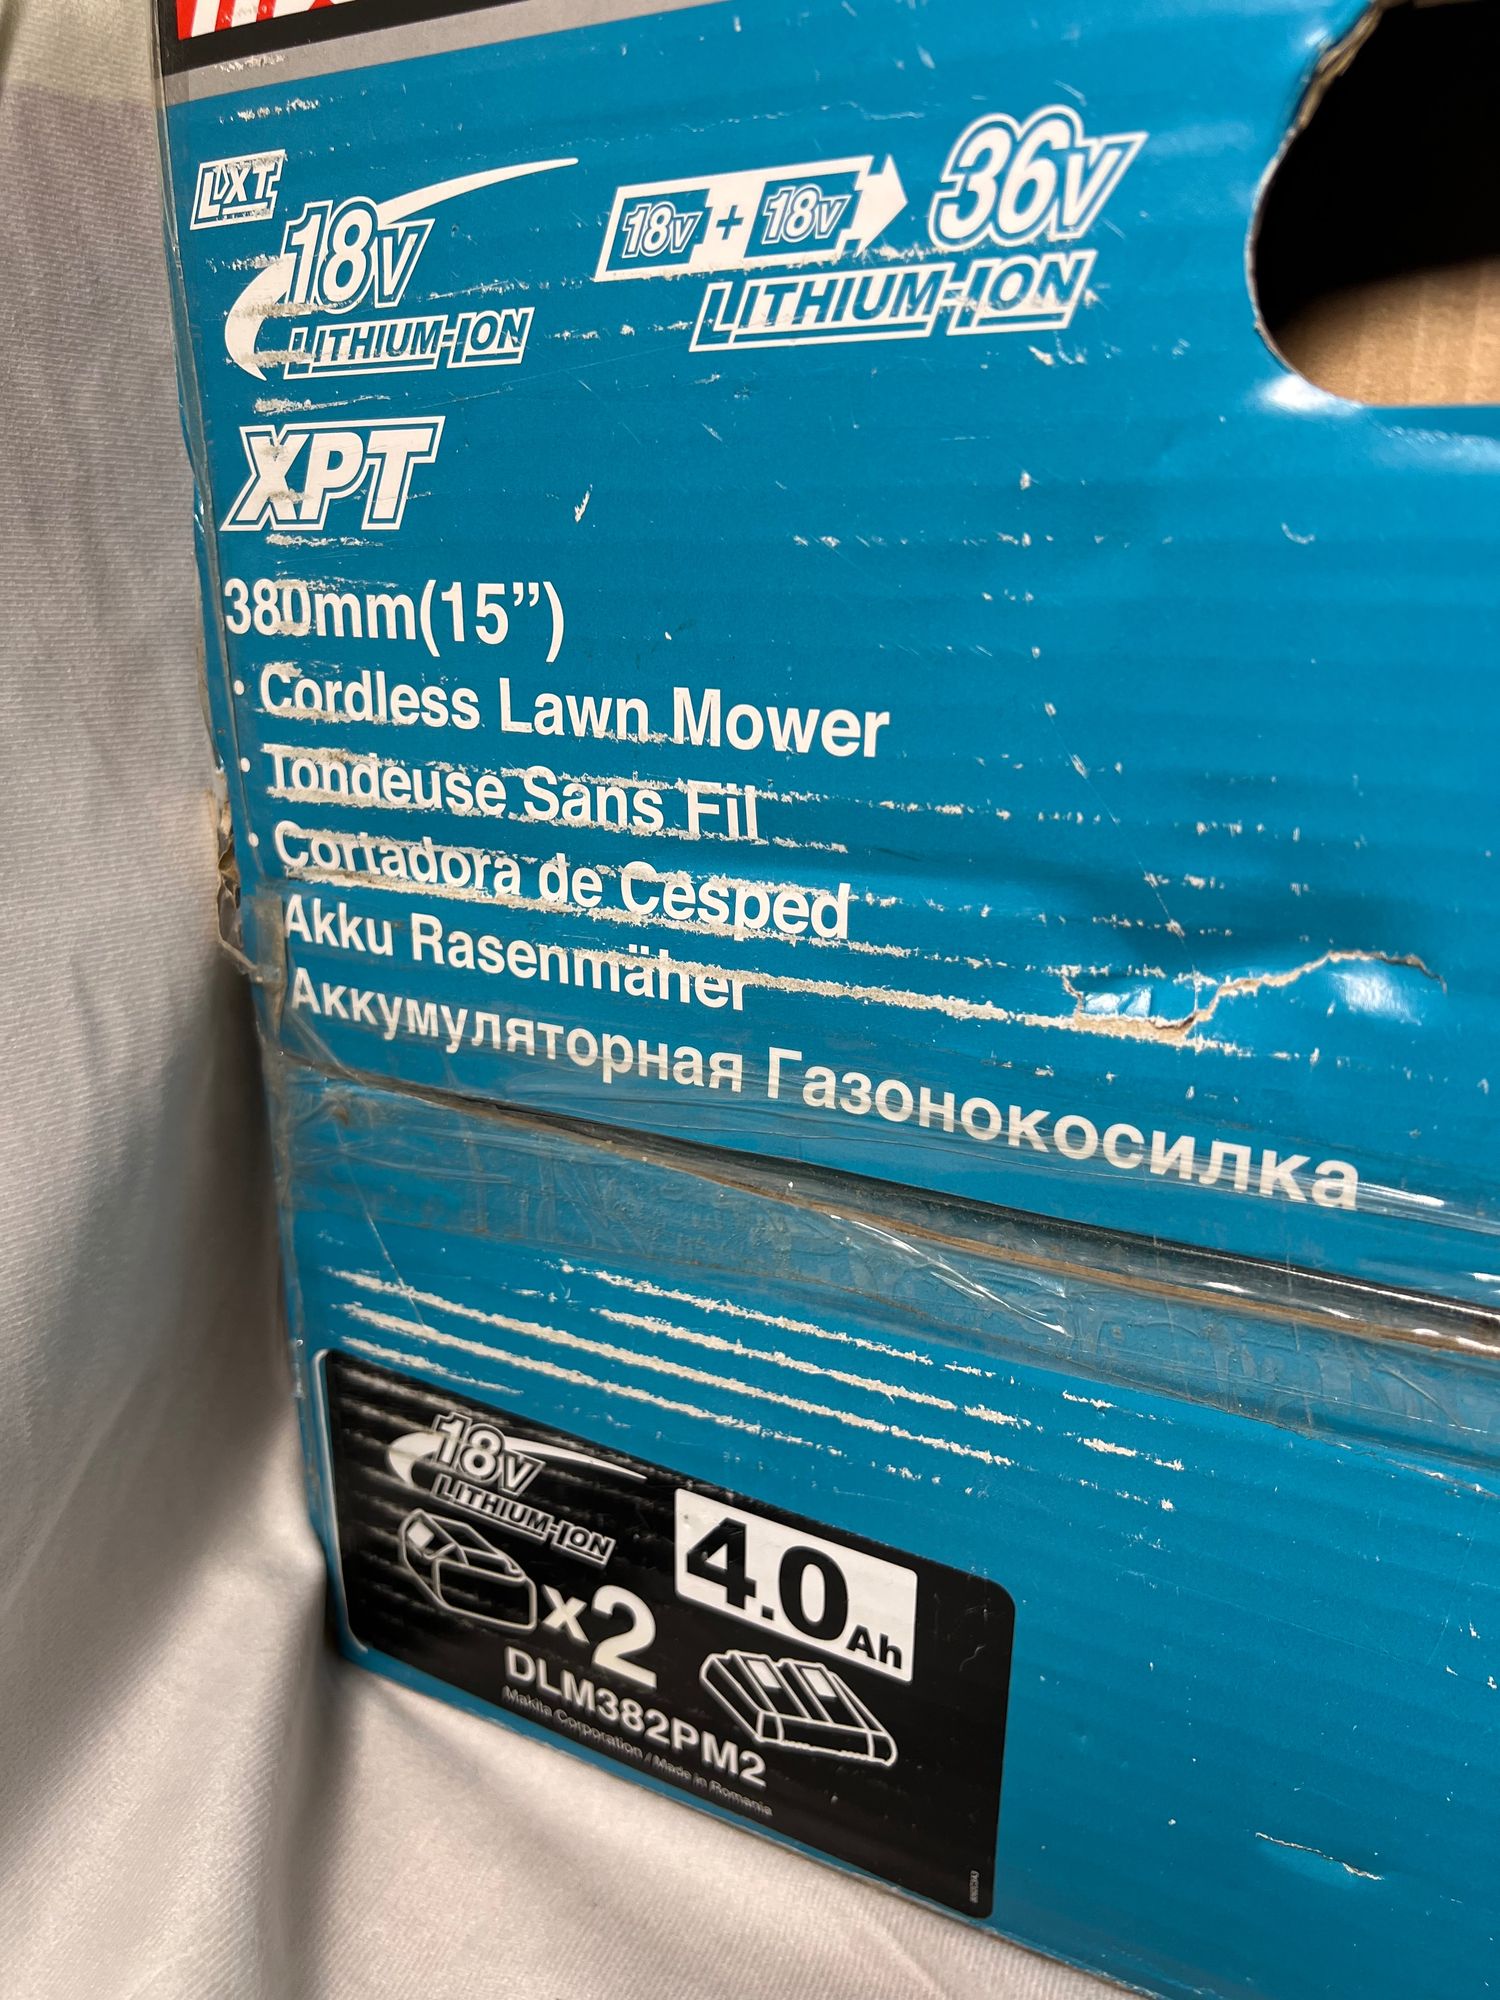 LXT
18V
LITHIUM-ION
18V + 18V 36V
LITHIUM-ION
XPT
380mm(15”)
· Cordless Lawn Mower
· Tondeuse Sans Fil
· Cortadora de Cesped
Akku Rasenmäher
Аккумуляторная Газонокосилка
18V
LITHIUM-ION
x2
4.0Ah
DLM382PM2
Makita Corporation / Made in Romania